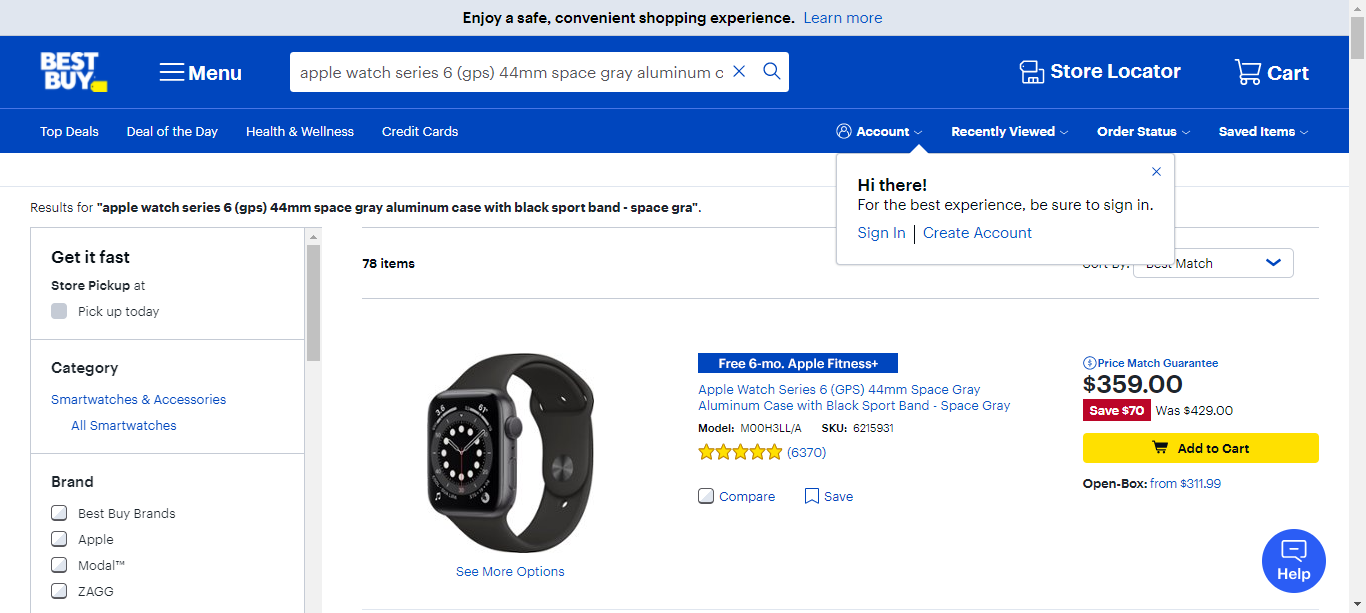 Enjoy a safe, convenient shopping experience. Learn more
BEST BUY
Menu
apple watch series 6 (gps) 44mm space gray aluminum c
Store Locator
Cart
Top Deals
Deal of the Day
Health & Wellness
Credit Cards
Account
Recently Viewed
Order Status
Saved Items
Hi there!
For the best experience, be sure to sign in.
Sign In
Create Account
Results for "apple watch series 6 (gps) 44mm space gray aluminum case with black sport band - space gra".
Get it fast
Store Pickup at
Pick up today
Category
Smartwatches & Accessories
All Smartwatches
Brand
Best Buy Brands
Apple
Modal™
ZAGG
78 items
Sort By: Best Match
See More Options
Free 6-mo. Apple Fitness+
Apple Watch Series 6 (GPS) 44mm Space Gray
Aluminum Case with Black Sport Band - Space Gray
Model: M00H3LL/A SKU: 6215931
(6370)
Compare
Save
Price Match Guarantee
$359.00
Save $70 Was $429.00
Add to Cart
Open-Box: from $311.99
Help